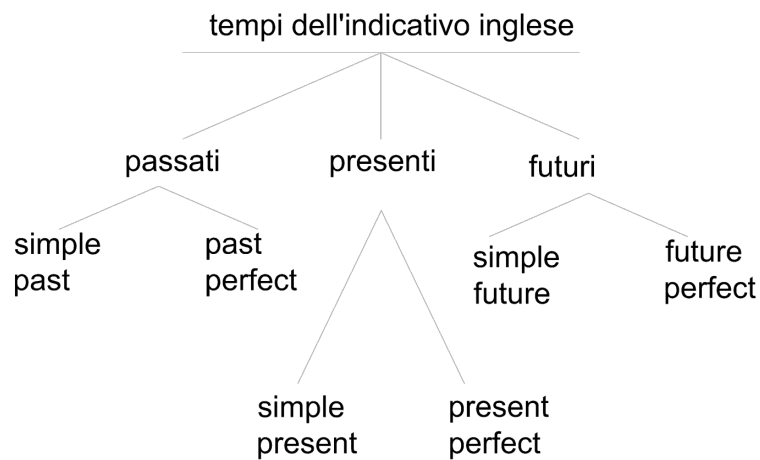 tempi dell'indicativo inglese
passati
presenti
futuri
simple
past
past
perfect
simple
future
future
perfect
simple
present
present
perfect